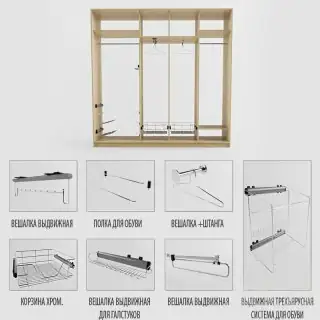 ВЕШАЛКА ВЫДВИЖНАЯ
ПОЛКА ДЛЯ ОБУВИ
ВЕШАЛКА +ШТАНГА
КОРЗИНА ХРОМ.
ВЕШАЛКА ВЫДВИЖНАЯ
ДЛЯ ГАЛСТУКОВ
ВЕШАЛКА ВЫДВИЖНАЯ
ВЫДВИЖНАЯ ТРЕХЪЯРУСНАЯ
СИСТЕМА ДЛЯ ОБУВИ